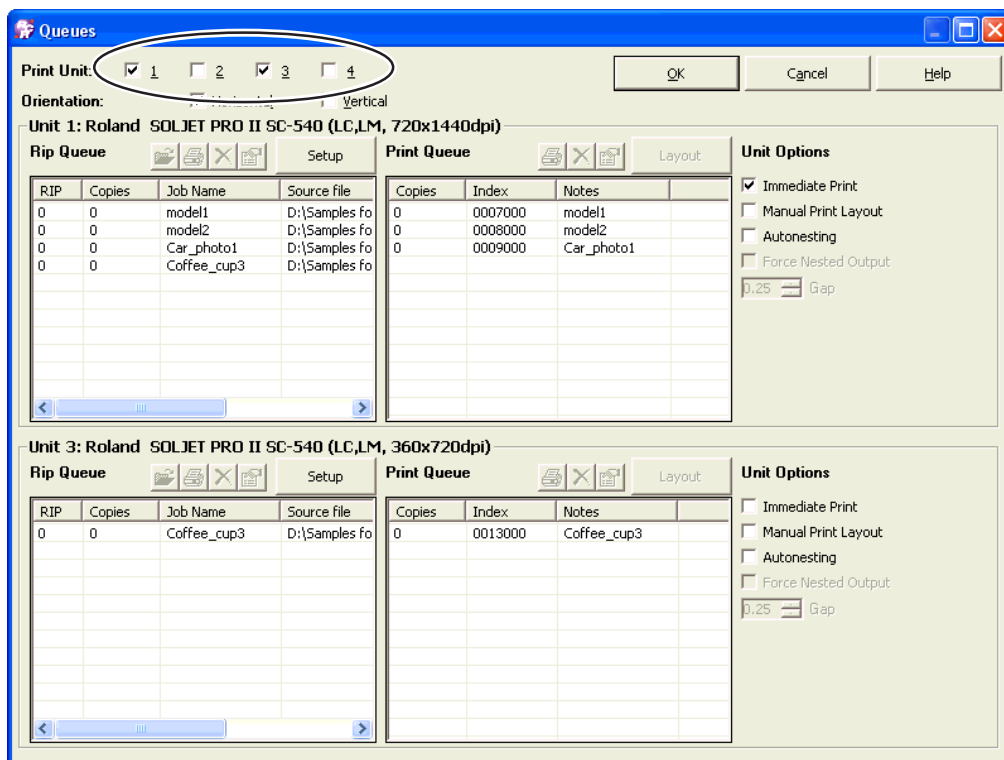 Queues
Print Unit: 1 2 3 4
OK Cancel Help
Orientation: Horizontal Vertical
Unit 1: Roland SOLJET PRO II SC-540 (LC,LM, 720x1440dpi)
Rip Queue Setup Print Queue Layout Unit Options
RIP Copies Job Name Source file Copies Index Notes
0 0 model1 D:\Samples fo 0 0007000 model1
0 0 model2 D:\Samples fo 0 0008000 model2
0 0 Car_photo1 D:\Samples fo 0 0009000 Car_photo1
0 0 Coffee_cup3 D:\Samples fo
Immediate Print
Manual Print Layout
Autonesting
Force Nested Output
0.25 Gap
Unit 3: Roland SOLJET PRO II SC-540 (LC,LM, 360x720dpi)
Rip Queue Setup Print Queue Layout Unit Options
RIP Copies Job Name Source file Copies Index Notes
0 0 Coffee_cup3 D:\Samples fo 0 0013000 Coffee_cup3
Immediate Print
Manual Print Layout
Autonesting
Force Nested Output
0.25 Gap